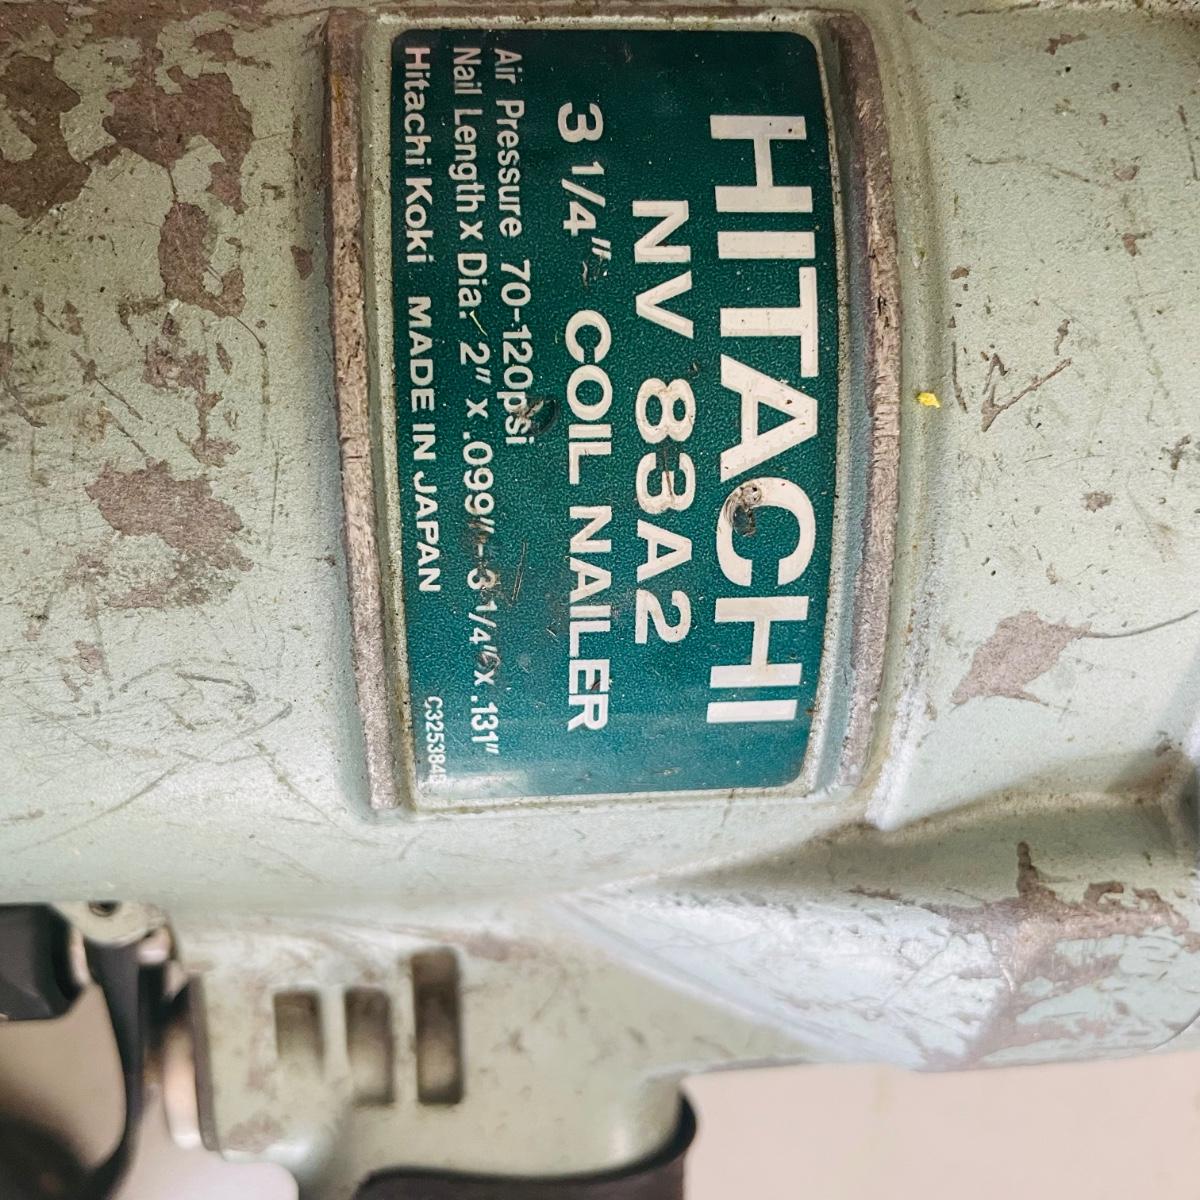 HITACHI
NV 83A2
3 1/4" COIL NAILER
Air Pressure 70-120psi
Nail Length x Dia. 2" x .099"-3 1/4" x .131"
Hitachi Koki MADE IN JAPAN